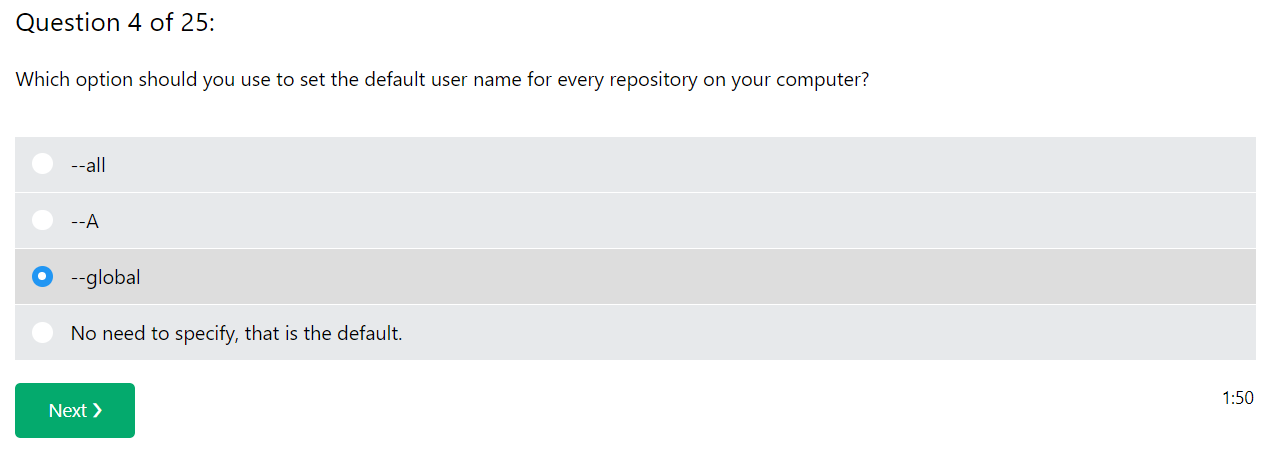 Question 4 of 25:
Which option should you use to set the default user name for every repository on your computer?
--all
--A
--global
No need to specify, that is the default.
Next ❯
1:50